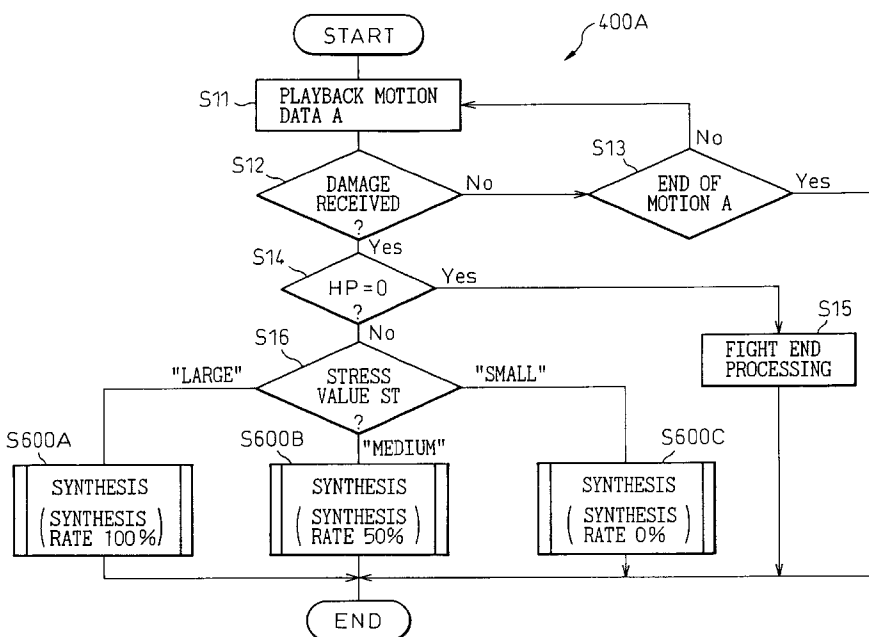 START
400A
S11
PLAYBACK MOTION
DATA A
No
S12
DAMAGE
RECEIVED
?
No
S13
END OF
MOTION A
Yes
Yes
S14
HP=0
?
Yes
No
S15
FIGHT END
PROCESSING
S16
STRESS
VALUE ST
?
"LARGE"
"SMALL"
"MEDIUM"
S600A
SYNTHESIS
(SYNTHESIS
RATE 100%)
S600B
SYNTHESIS
(SYNTHESIS
RATE 50%)
S600C
SYNTHESIS
(SYNTHESIS
RATE 0%)
END